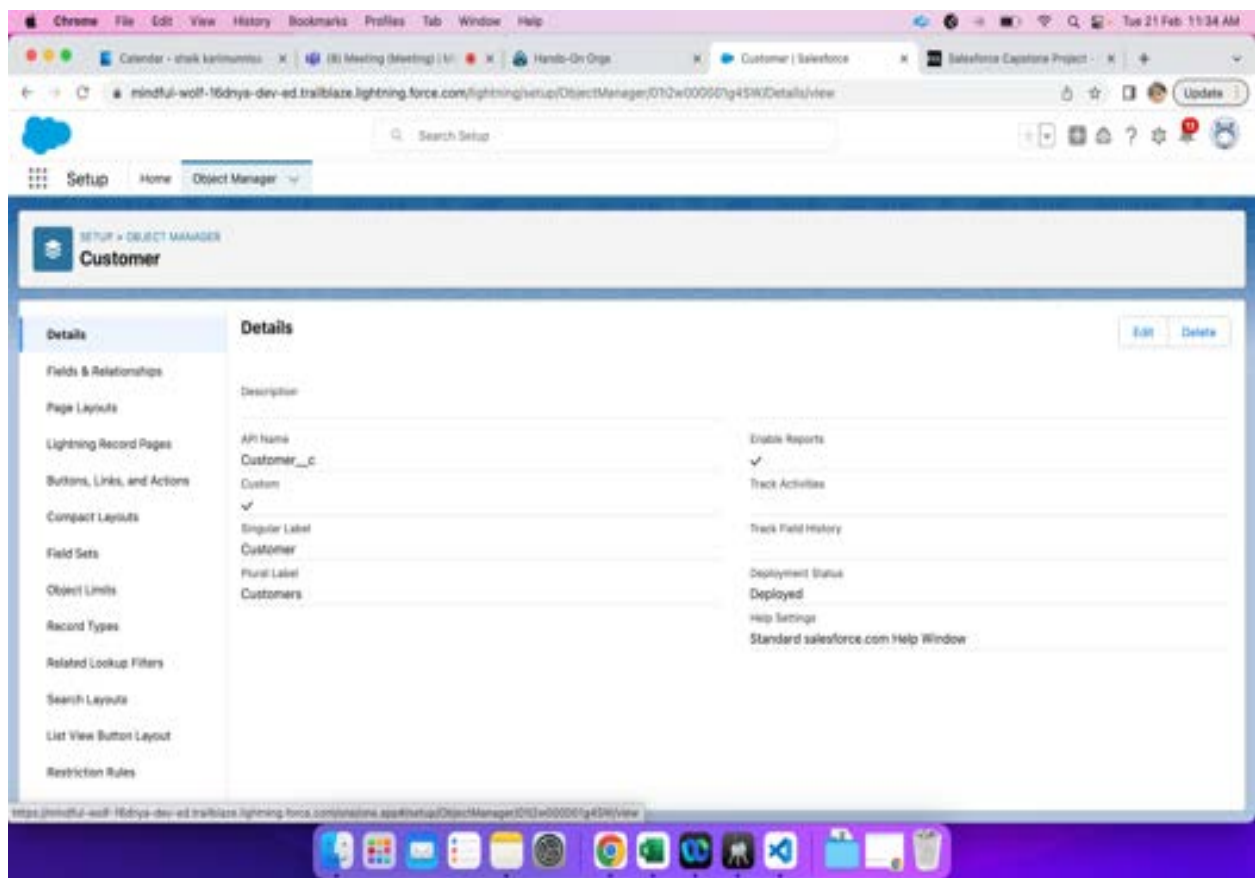 Chrome File Edit View History Bookmarks Profiles Tab Window Help Tue 21 Feb 11:34 AM
Calendar - shaik Hands-On Orgs Customer | Salesforce Salesforce Capstone Project -
Update
Search Setup
Setup Home Object Manager
SETUP > OBJECT MANAGER
Customer
Details
Fields & Relationships
Page Layouts
Lightning Record Pages
Buttons, Links, and Actions
Compact Layouts
Field Sets
Object Limits
Record Types
Related Lookup Filters
Search Layouts
List View Button Layout
Restriction Rules
Details
Edit Delete
Description
API Name
Customer__c
Custom
Singular Label
Customer
Plural Label
Customers
Enable Reports
Track Activities
Track Field History
Deployment Status
Deployed
Help Settings
Standard salesforce.com Help Window